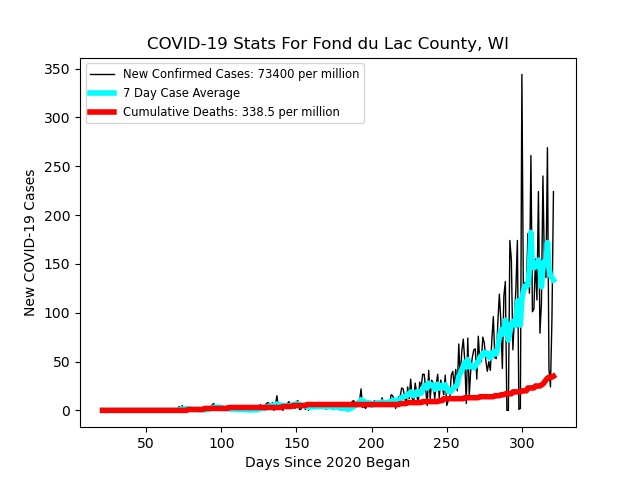 COVID-19 Stats For Fond du Lac County, WI
New Confirmed Cases: 73400 per million
7 Day Case Average
Cumulative Deaths: 338.5 per million
New COVID-19 Cases
350
300
250
200
150
100
50
0
50
100
150
200
250
300
Days Since 2020 Began